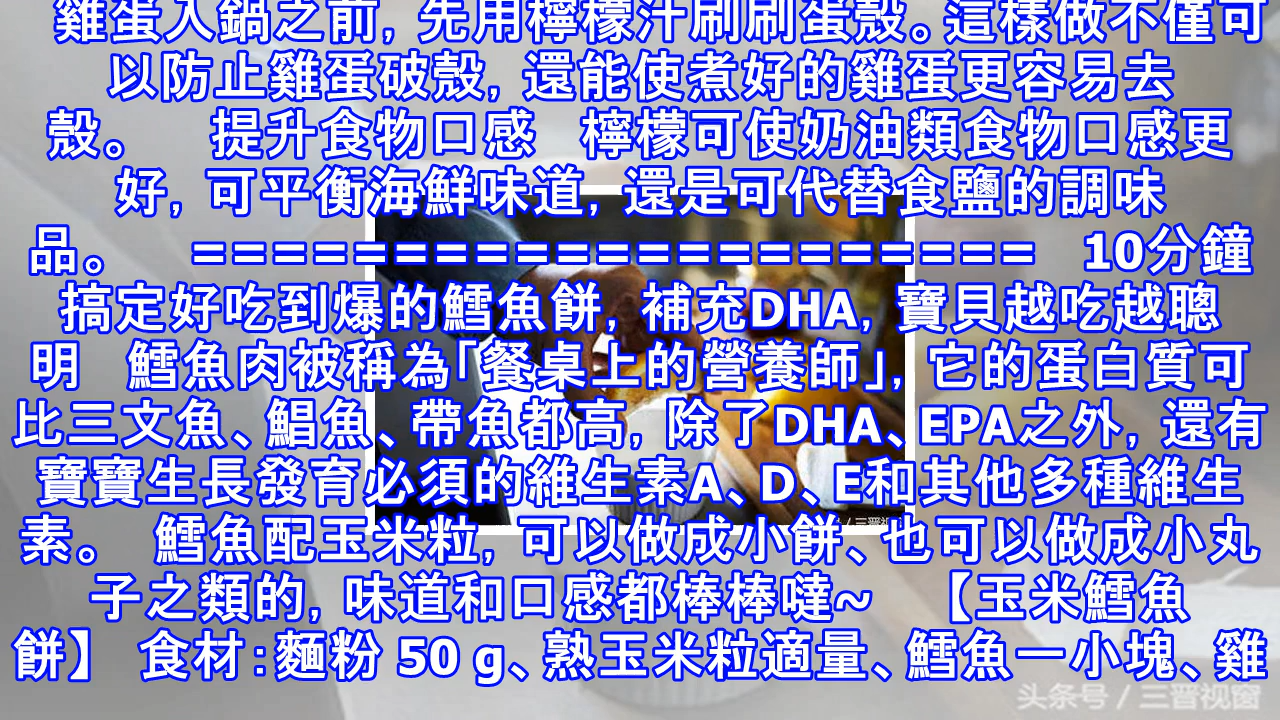 雞蛋入鍋之前, 先用檸檬汁刷刷蛋殼。這樣做不僅可
以防止雞蛋破殼, 還能使煮好的雞蛋更容易去
殼。 提升食物口感 檸檬可使奶油類食物口感更
好, 可平衡海鮮味道, 還是可代替食鹽的調味
品。 ======================= 10分鐘
搞定好吃到爆的鱈魚餅, 補充DHA, 寶貝越吃越聰
明 鱈魚肉被稱為「餐桌上的營養師」, 它的蛋白質可
比三文魚、鯧魚、帶魚都高, 除了DHA、EPA之外, 還有
寶寶生長發育必須的維生素A、D、E和其他多種維生
素。 鱈魚配玉米粒, 可以做成小餅、也可以做成小丸
子之類的, 味道和口感都棒棒噠~ 【玉米鱈魚
餅】 食材:麵粉 50 g、熟玉米粒適量、鱈魚一小塊、雞
头条号 / 三晋视窗